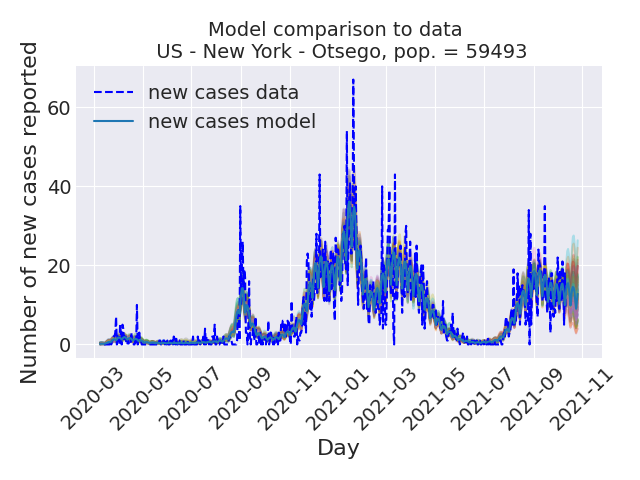 Model comparison to data
US - New York - Otsego, pop. = 59493
Number of new cases reported
60
40
20
0
new cases data
new cases model
2020-03
2020-05
2020-07
2020-09
2020-11
2021-01
2021-03
2021-05
2021-07
2021-09
2021-11
Day